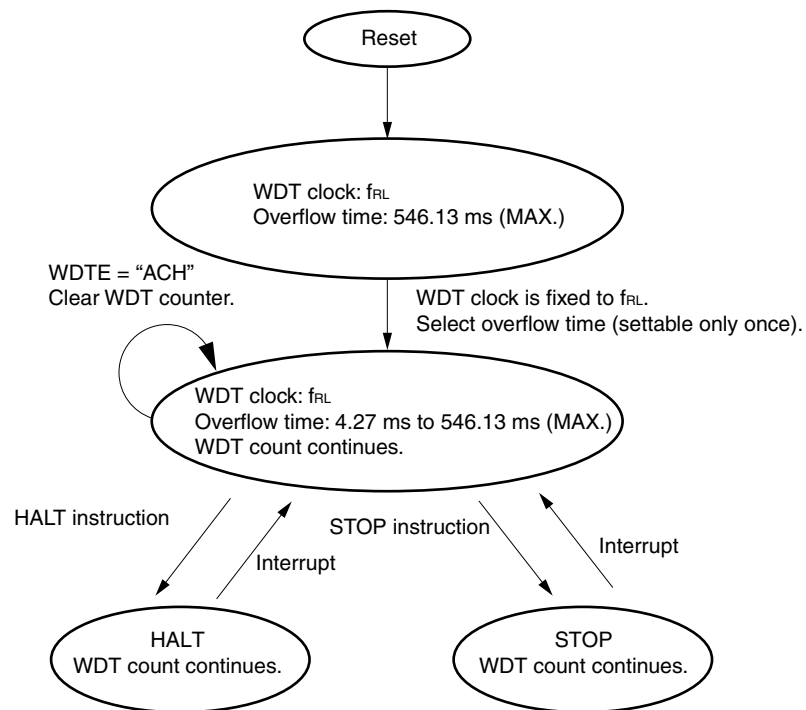 Reset
WDT clock: fRL
Overflow time: 546.13 ms (MAX.)
WDTE = “ACH”
Clear WDT counter.
WDT clock is fixed to fRL.
Select overflow time (settable only once).
WDT clock: fRL
Overflow time: 4.27 ms to 546.13 ms (MAX.)
WDT count continues.
HALT instruction
Interrupt
STOP instruction
Interrupt
HALT
WDT count continues.
STOP
WDT count continues.